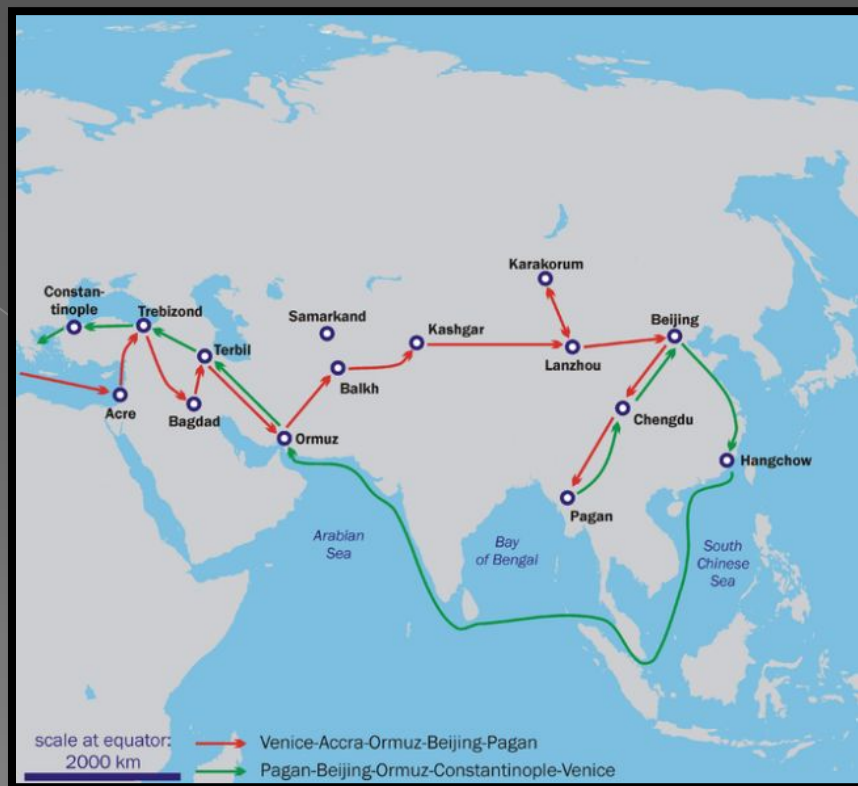 Karakorum
Constan-
tinople
Trebizond
Samarkand
Beijing
Kashgar
Terbil
Lanzhou
Balkh
Acre
Bagdad
Chengdu
Ormuz
Hangchow
Pagan
Arabian
Sea
Bay
of Bengal
South
Chinese
Sea
scale at equator:
2000 km
Venice-Accra-Ormuz-Beijing-Pagan
Pagan-Beijing-Ormuz-Constantinople-Venice